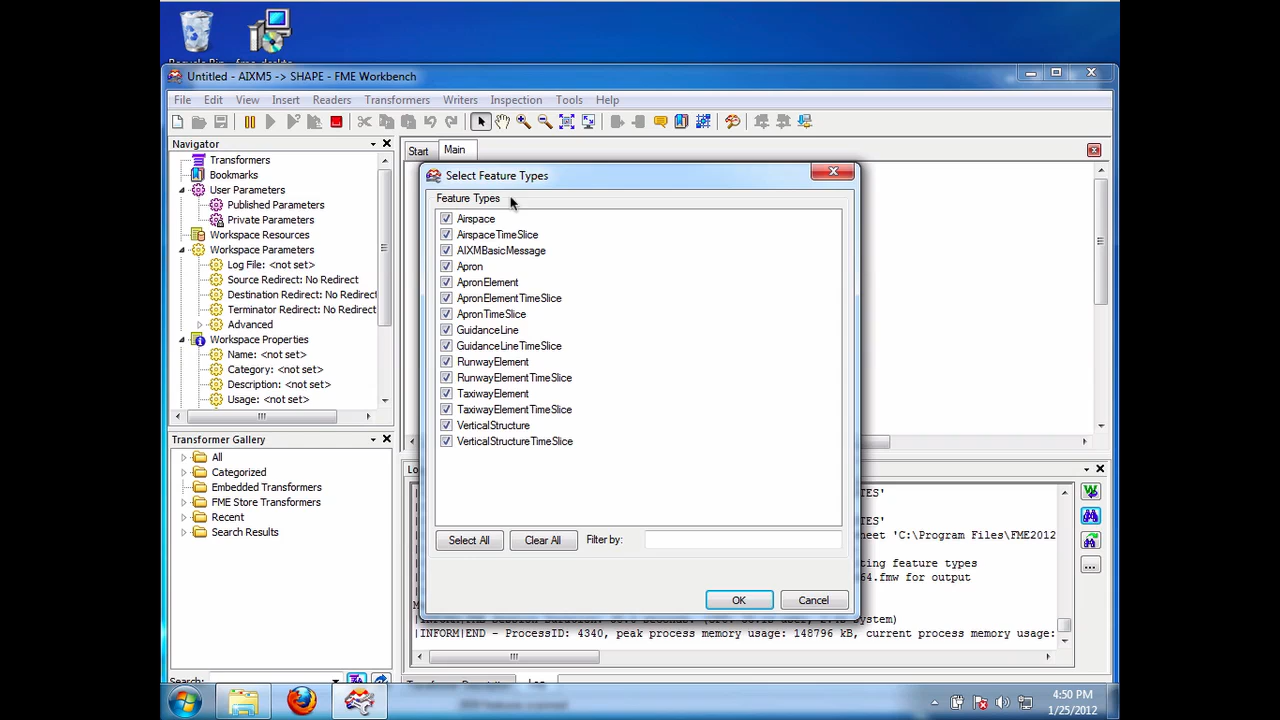 Untitled - AIXM5 -> SHAPE - FME Workbench
File Edit View Insert Readers Transformers Writers Inspection Tools Help
Navigator
Transformers
Bookmarks
User Parameters
Published Parameters
Private Parameters
Workspace Resources
Workspace Parameters
Log File: <not set>
Source Redirect: No Redirect
Destination Redirect: No Redirect
Terminator Redirect: No Redirect
Advanced
Workspace Properties
Name: <not set>
Category: <not set>
Description: <not set>
Usage: <not set>
Transformer Gallery
All
Categorized
Embedded Transformers
FME Store Transformers
Recent
Search Results
Search:
Start Main
Select Feature Types
Feature Types
Airspace
AirspaceTimeSlice
AIXMBasicMessage
Apron
ApronElement
ApronElementTimeSlice
ApronTimeSlice
GuidanceLine
GuidanceLineTimeSlice
RunwayElement
RunwayElementTimeSlice
TaxiwayElement
TaxiwayElementTimeSlice
VerticalStructure
VerticalStructureTimeSlice
Select All Clear All Filter by:
OK Cancel
'C:\Program Files\FME2012
feature types
.fmw for output
|INFORM|END - ProcessID: 4340, peak process memory usage: 148796 kB, current process memory usage:
4:50 PM
1/25/2012